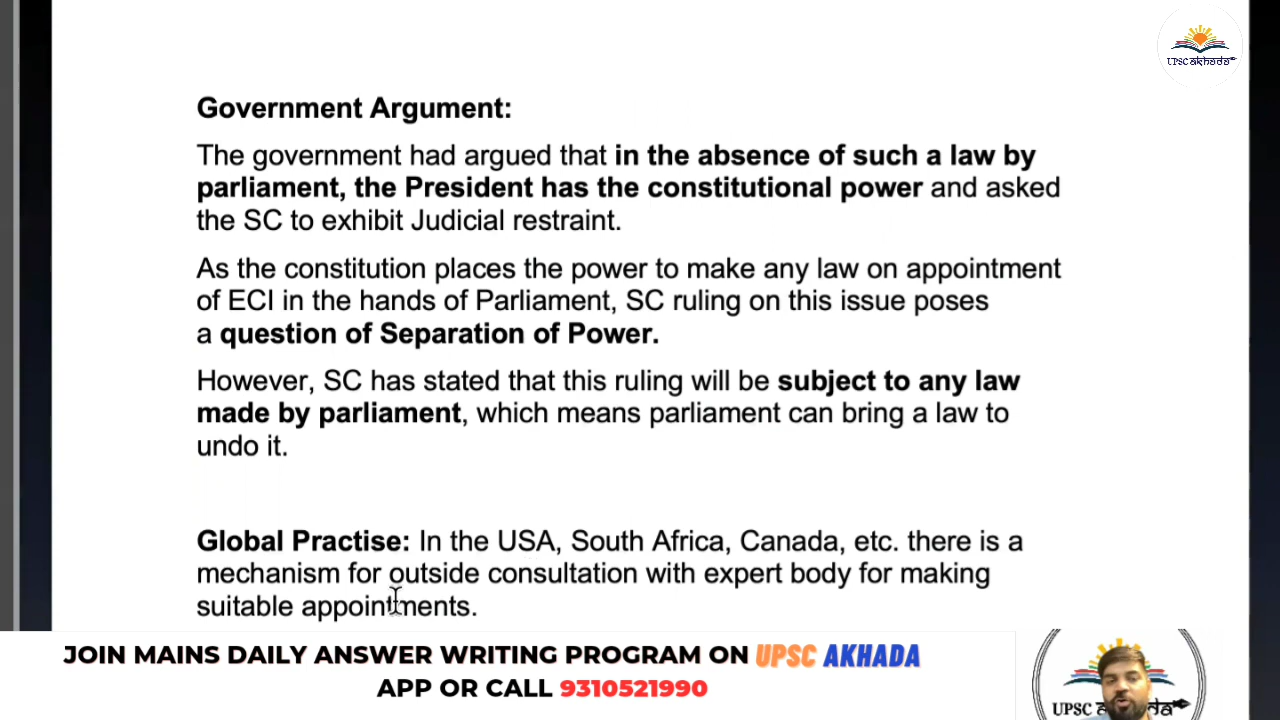 UPSC akhada
Government Argument:
The government had argued that in the absence of such a law by
parliament, the President has the constitutional power and asked
the SC to exhibit Judicial restraint.
As the constitution places the power to make any law on appointment
of ECI in the hands of Parliament, SC ruling on this issue poses
a question of Separation of Power.
However, SC has stated that this ruling will be subject to any law
made by parliament, which means parliament can bring a law to
undo it.
Global Practise: In the USA, South Africa, Canada, etc. there is a
mechanism for outside consultation with expert body for making
suitable appointments.
JOIN MAINS DAILY ANSWER WRITING PROGRAM ON UPSC AKHADA
APP OR CALL 9310521990
UPSC